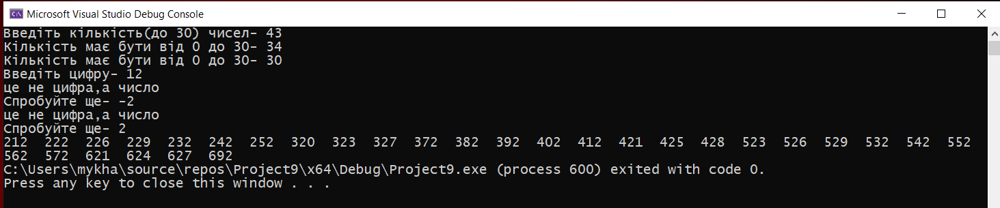 Microsoft Visual Studio Debug Console
Введіть кількість(до 30) чисел- 43
Кількість має бути від 0 до 30- 34
Кількість має бути від 0 до 30- 30
Введіть цифру- 12
це не цифра,а число
Спробуйте ще- -2
це не цифра,а число
Спробуйте ще- 2
212 222 226 229 232 242 252 320 323 327 372 382 392 402 412 421 425 428 523 526 529 532 542 552
562 572 621 624 627 692
C:\Users\mykha\source\repos\Project9\x64\Debug\Project9.exe (process 600) exited with code 0.
Press any key to close this window . . .